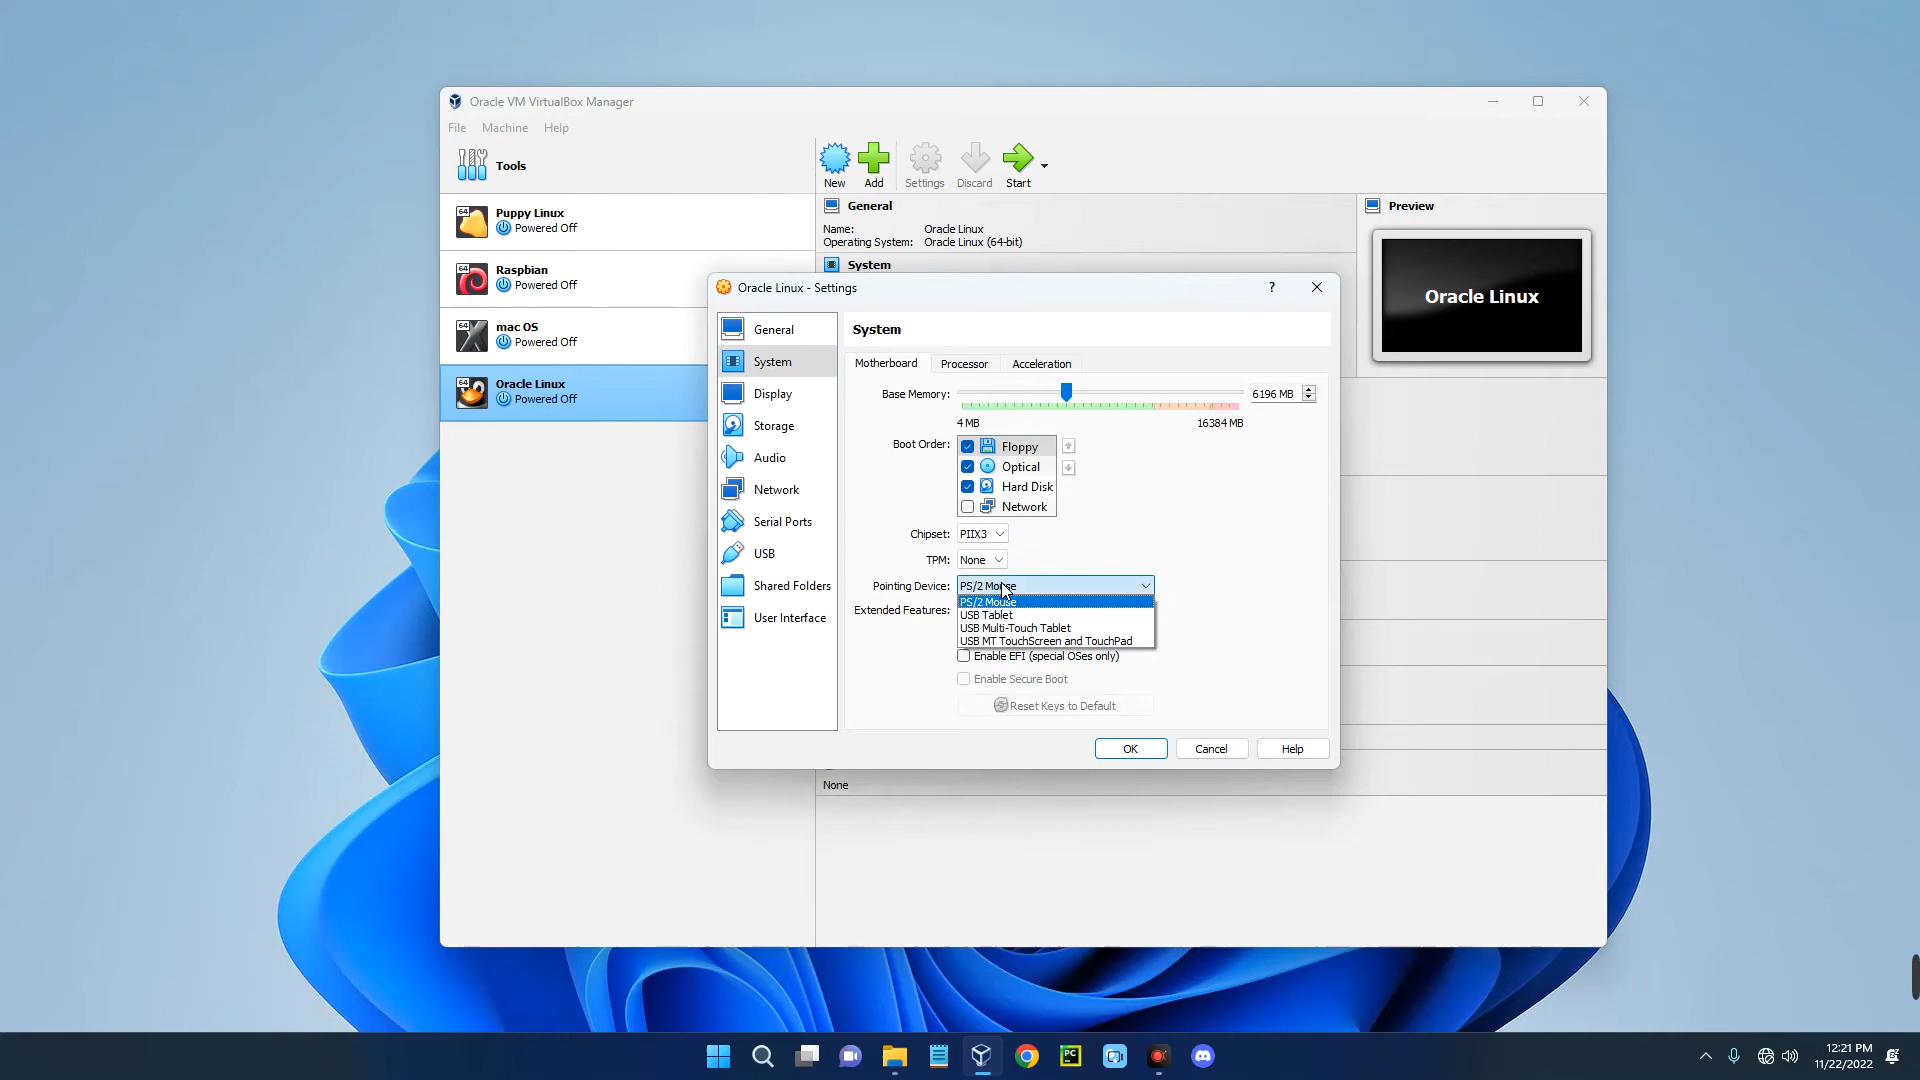 Oracle VM VirtualBox Manager
File Machine Help
Tools
New Add Settings Discard Start
64 Puppy Linux
Powered Off
64 Raspbian
Powered Off
64 mac OS
Powered Off
64 Oracle Linux
Powered Off
General
Name: Oracle Linux
Operating System: Oracle Linux (64-bit)
System
Preview
Oracle Linux
Oracle Linux - Settings
?
General
System
Display
Storage
Audio
Network
Serial Ports
USB
Shared Folders
User Interface
System
Motherboard Processor Acceleration
Base Memory: 6196 MB
4 MB 16384 MB
Boot Order: Floppy
Optical
Hard Disk
Network
Chipset: PIIX3
TPM: None
Pointing Device: PS/2 Mouse
PS/2 Mouse
USB Tablet
USB Multi-Touch Tablet
USB MT TouchScreen and TouchPad
Extended Features:
Enable EFI (special OSes only)
Enable Secure Boot
Reset Keys to Default
OK Cancel Help
None
PC
12:21 PM
11/22/2022